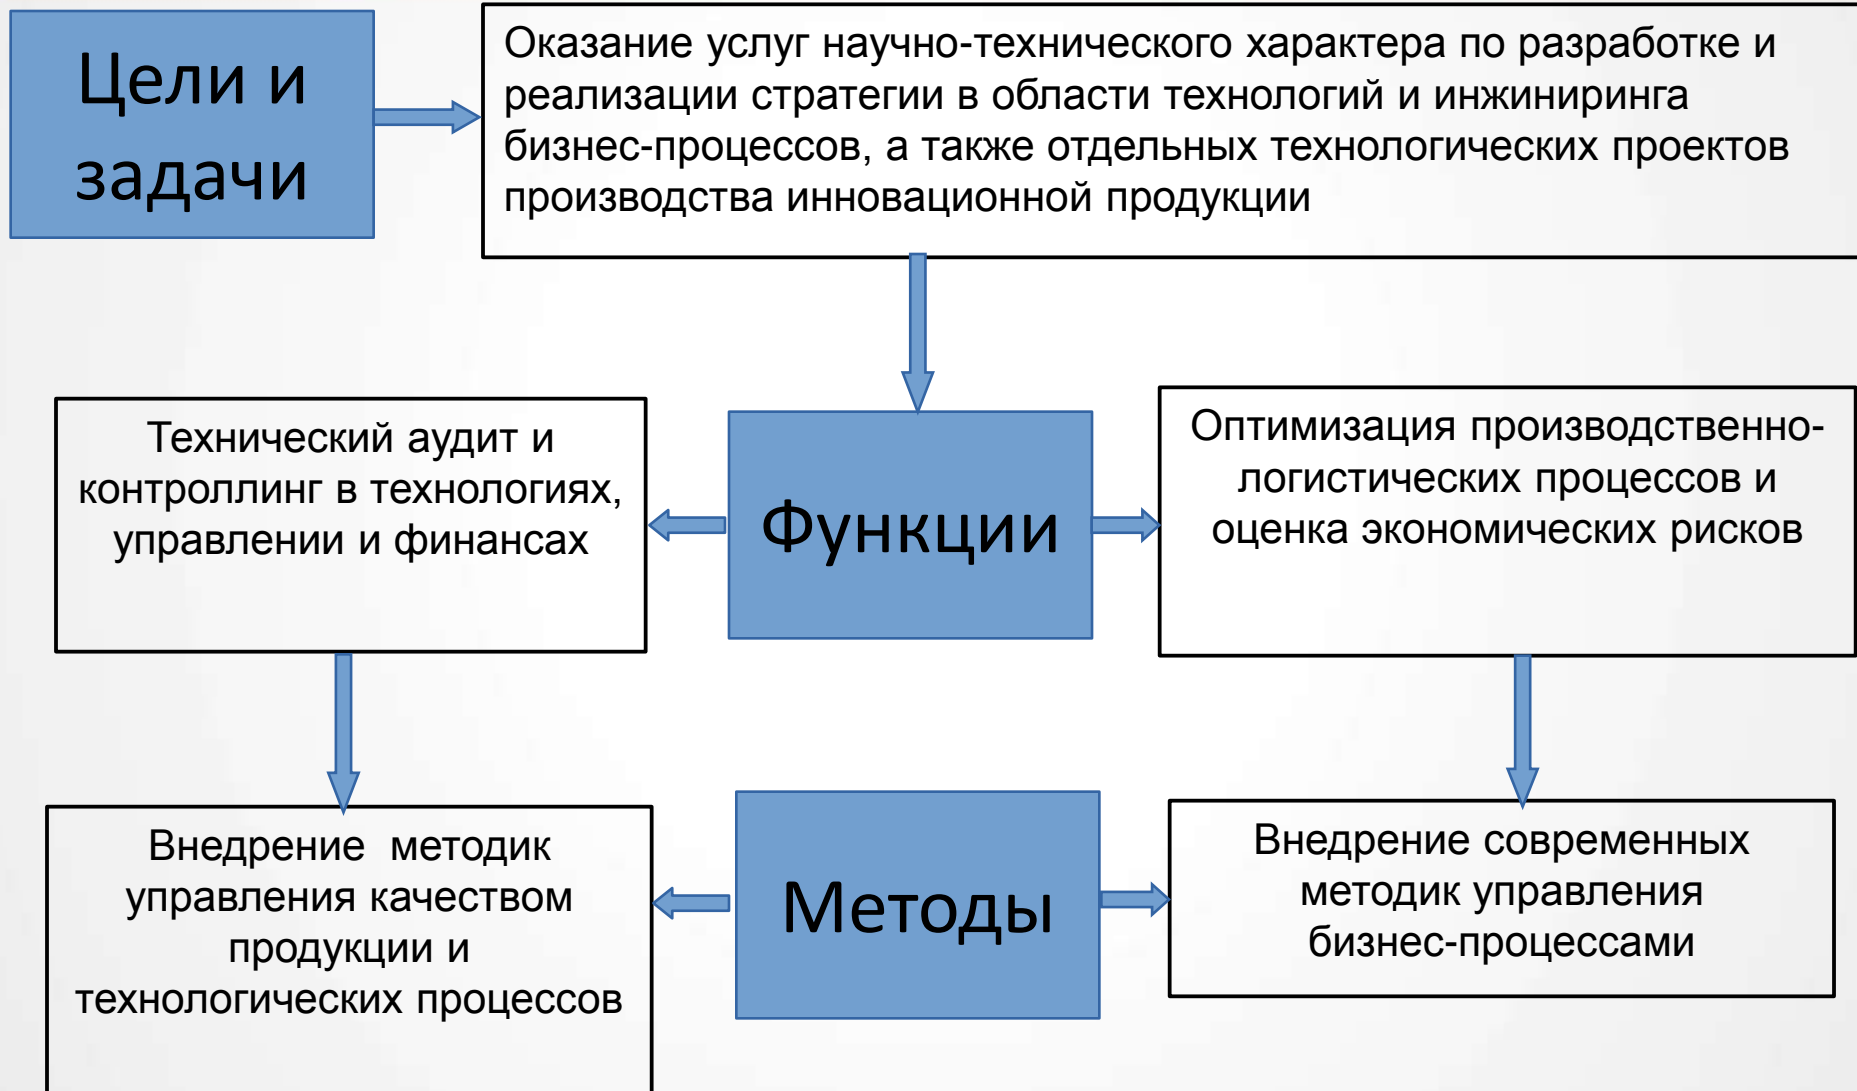 Цели и
задачи
Оказание услуг научно-технического характера по разработке и
реализации стратегии в области технологий и инжиниринга
бизнес-процессов, а также отдельных технологических проектов
производства инновационной продукции
Технический аудит и
контроллинг в технологиях,
управлении и финансах
Функции
Оптимизация производственно-
логистических процессов и
оценка экономических рисков
Внедрение  методик
управления качеством
продукции и
технологических процессов
Методы
Внедрение современных
методик управления
бизнес-процессами